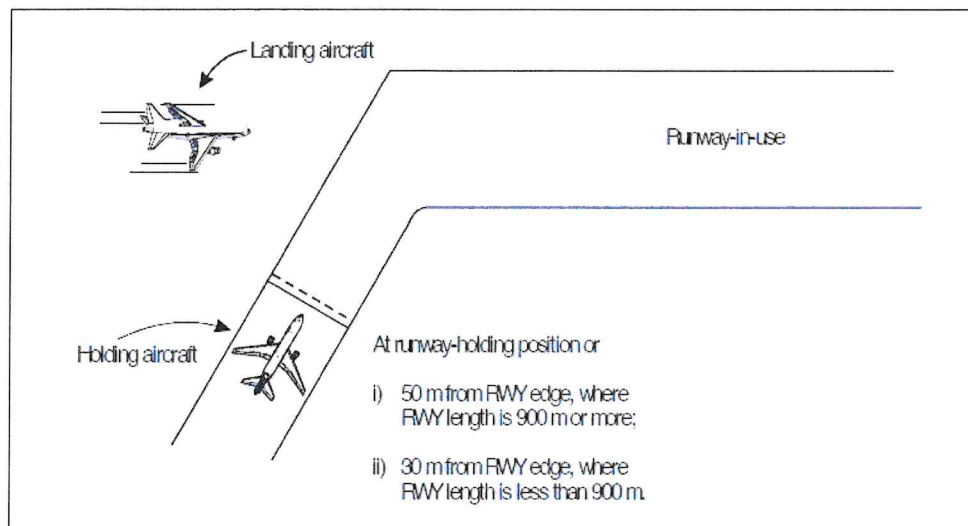 Landing aircraft
Runway-in-use
Holding aircraft
At runway-holding position or
i) 50 m from RWY edge, where
RWY length is 900 m or more;
ii) 30 m from RWY edge, where
RWY length is less than 900 m.